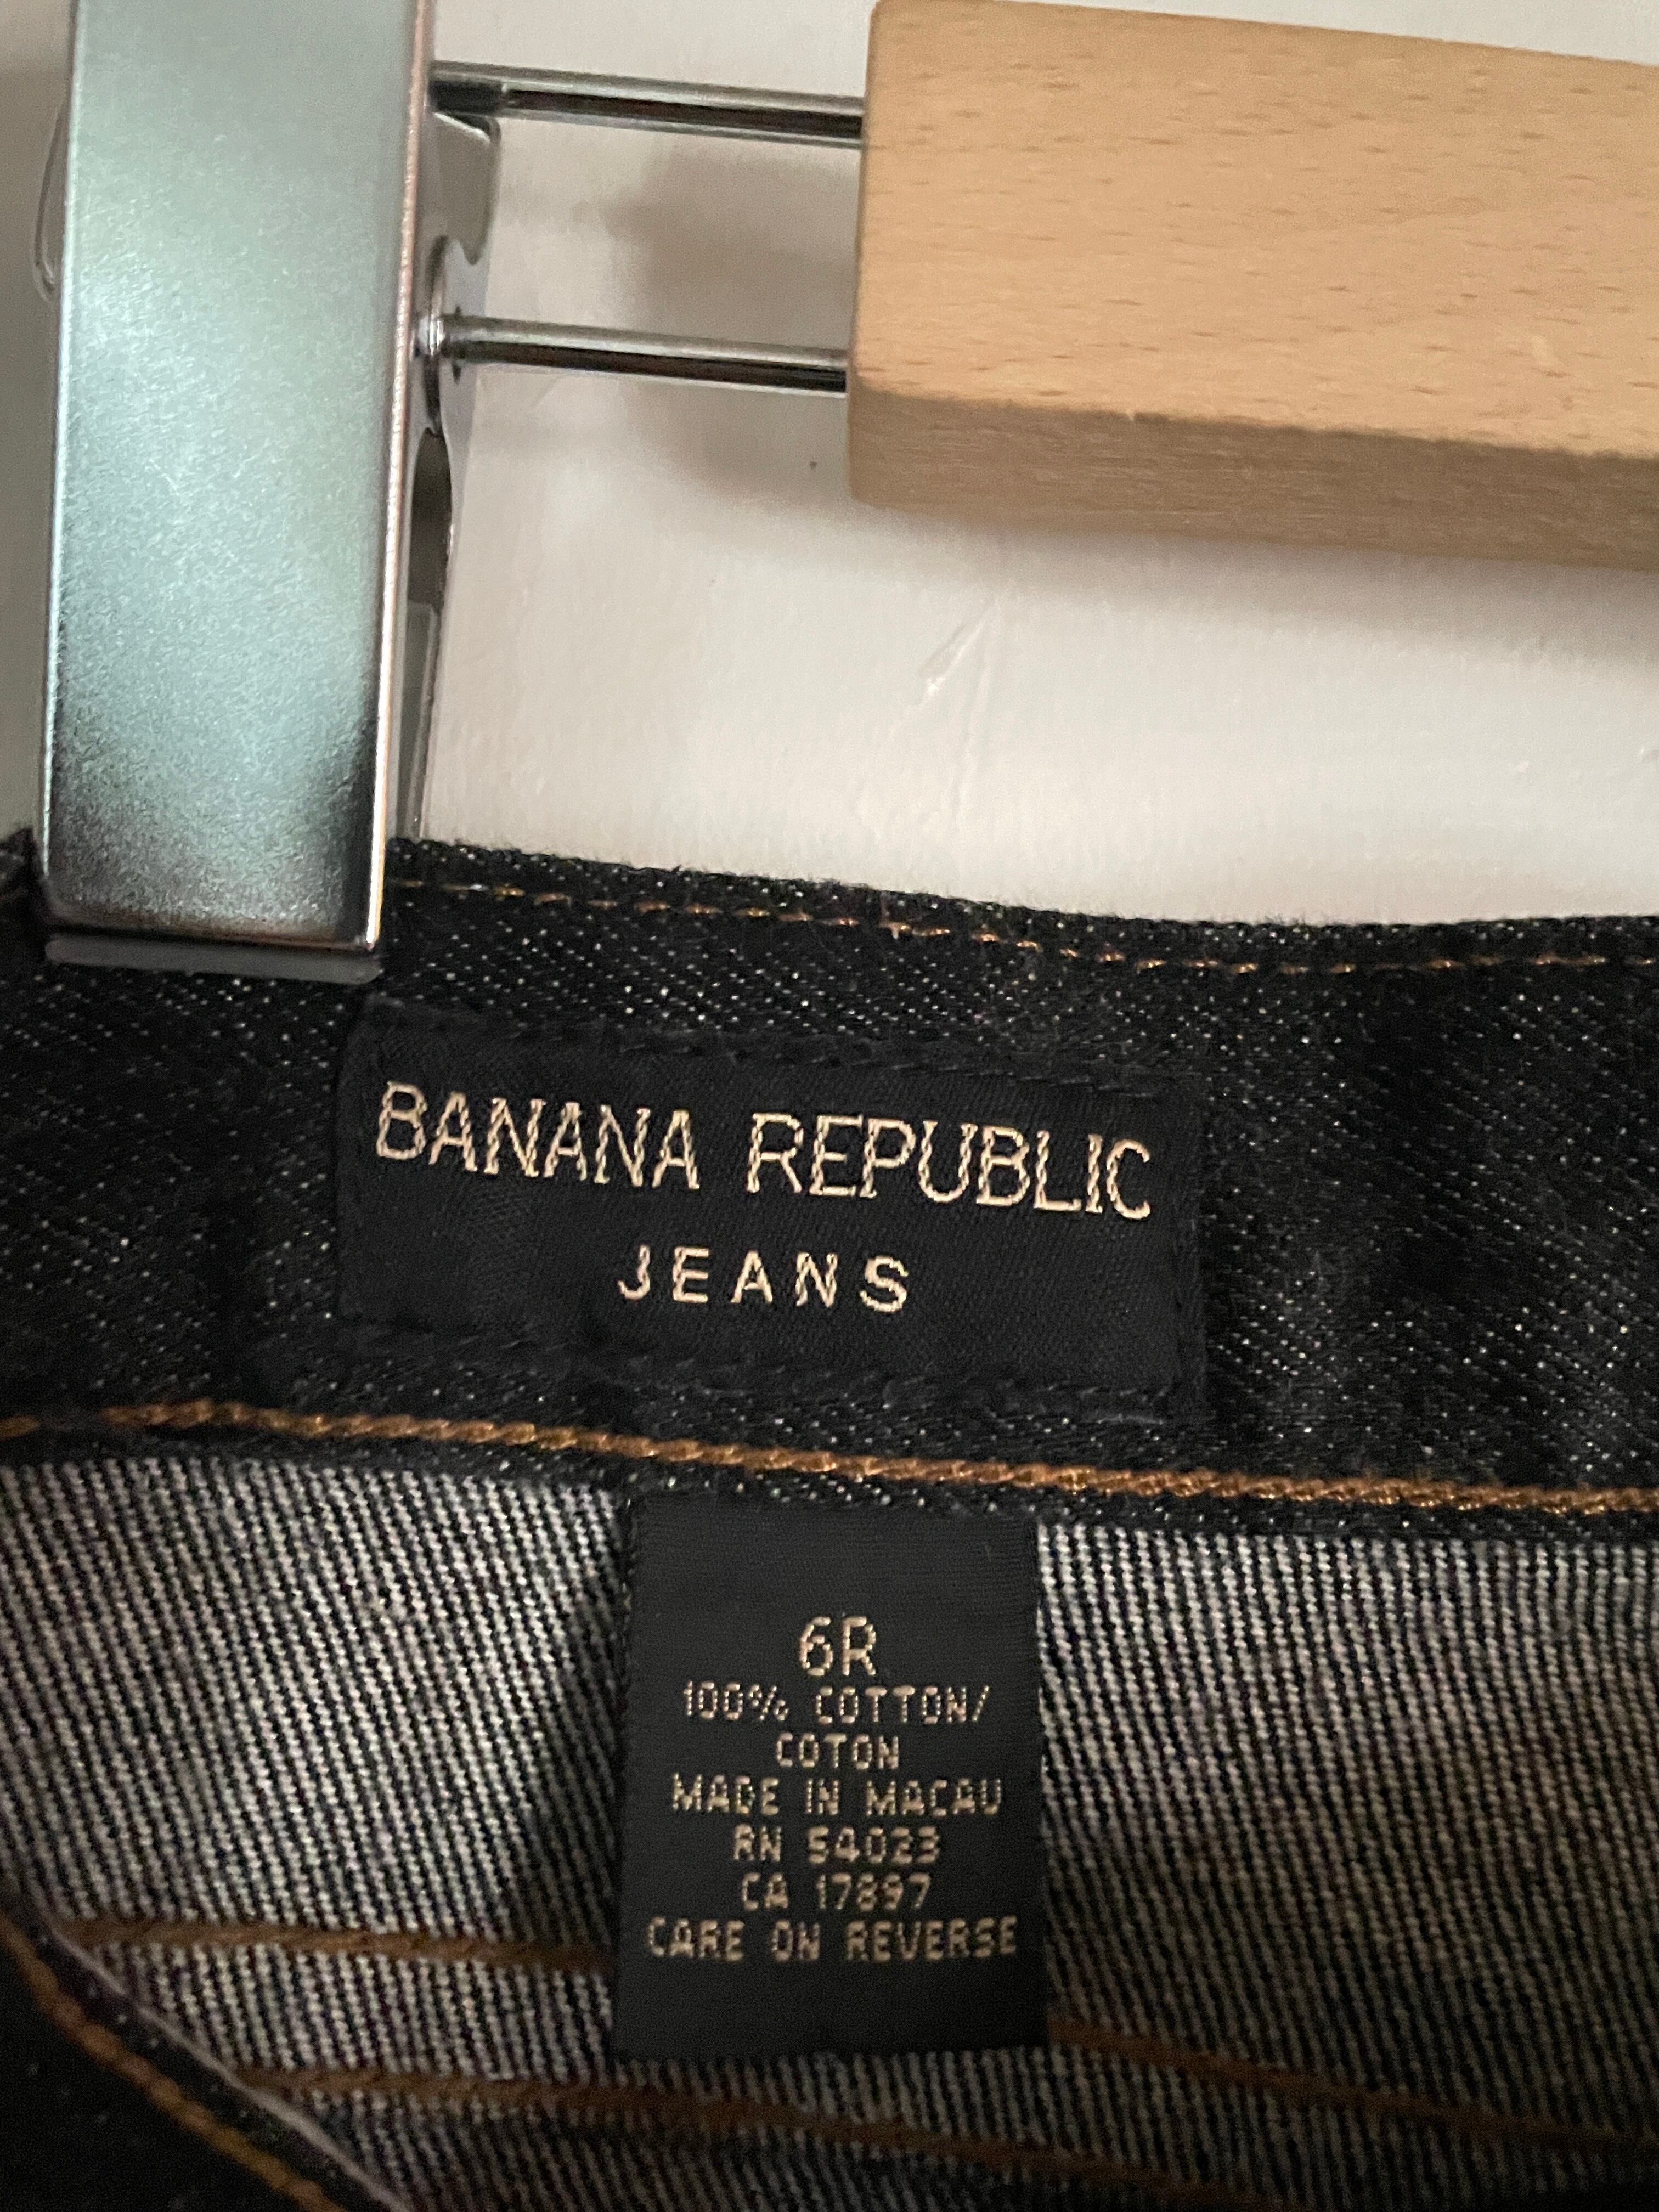 BANANA REPUBLIC
JEANS
6R
100% COTTON/
COTON
MADE IN MACAU
RN 54023
CA 17897
CARE ON REVERSE